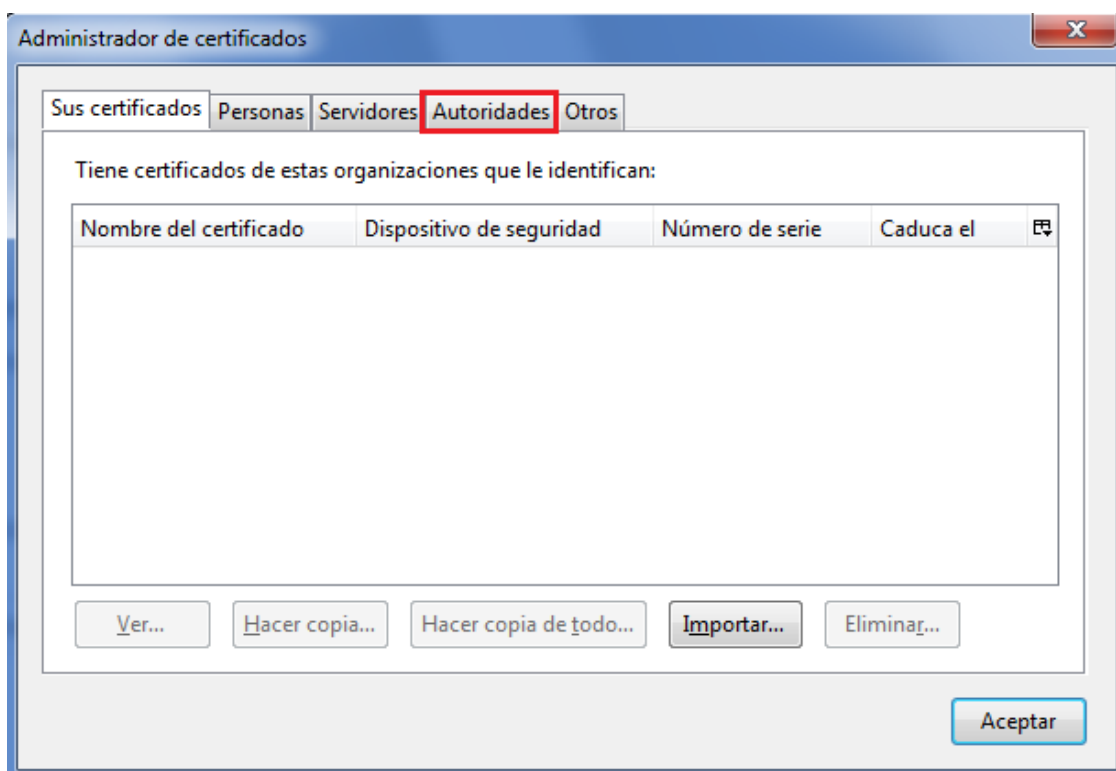 Administrador de certificados
Sus certificados Personas Servidores Autoridades Otros
Tiene certificados de estas organizaciones que le identifican:
Nombre del certificado Dispositivo de seguridad Número de serie Caduca el
Ver... Hacer copia... Hacer copia de todo... Importar... Eliminar...
Aceptar